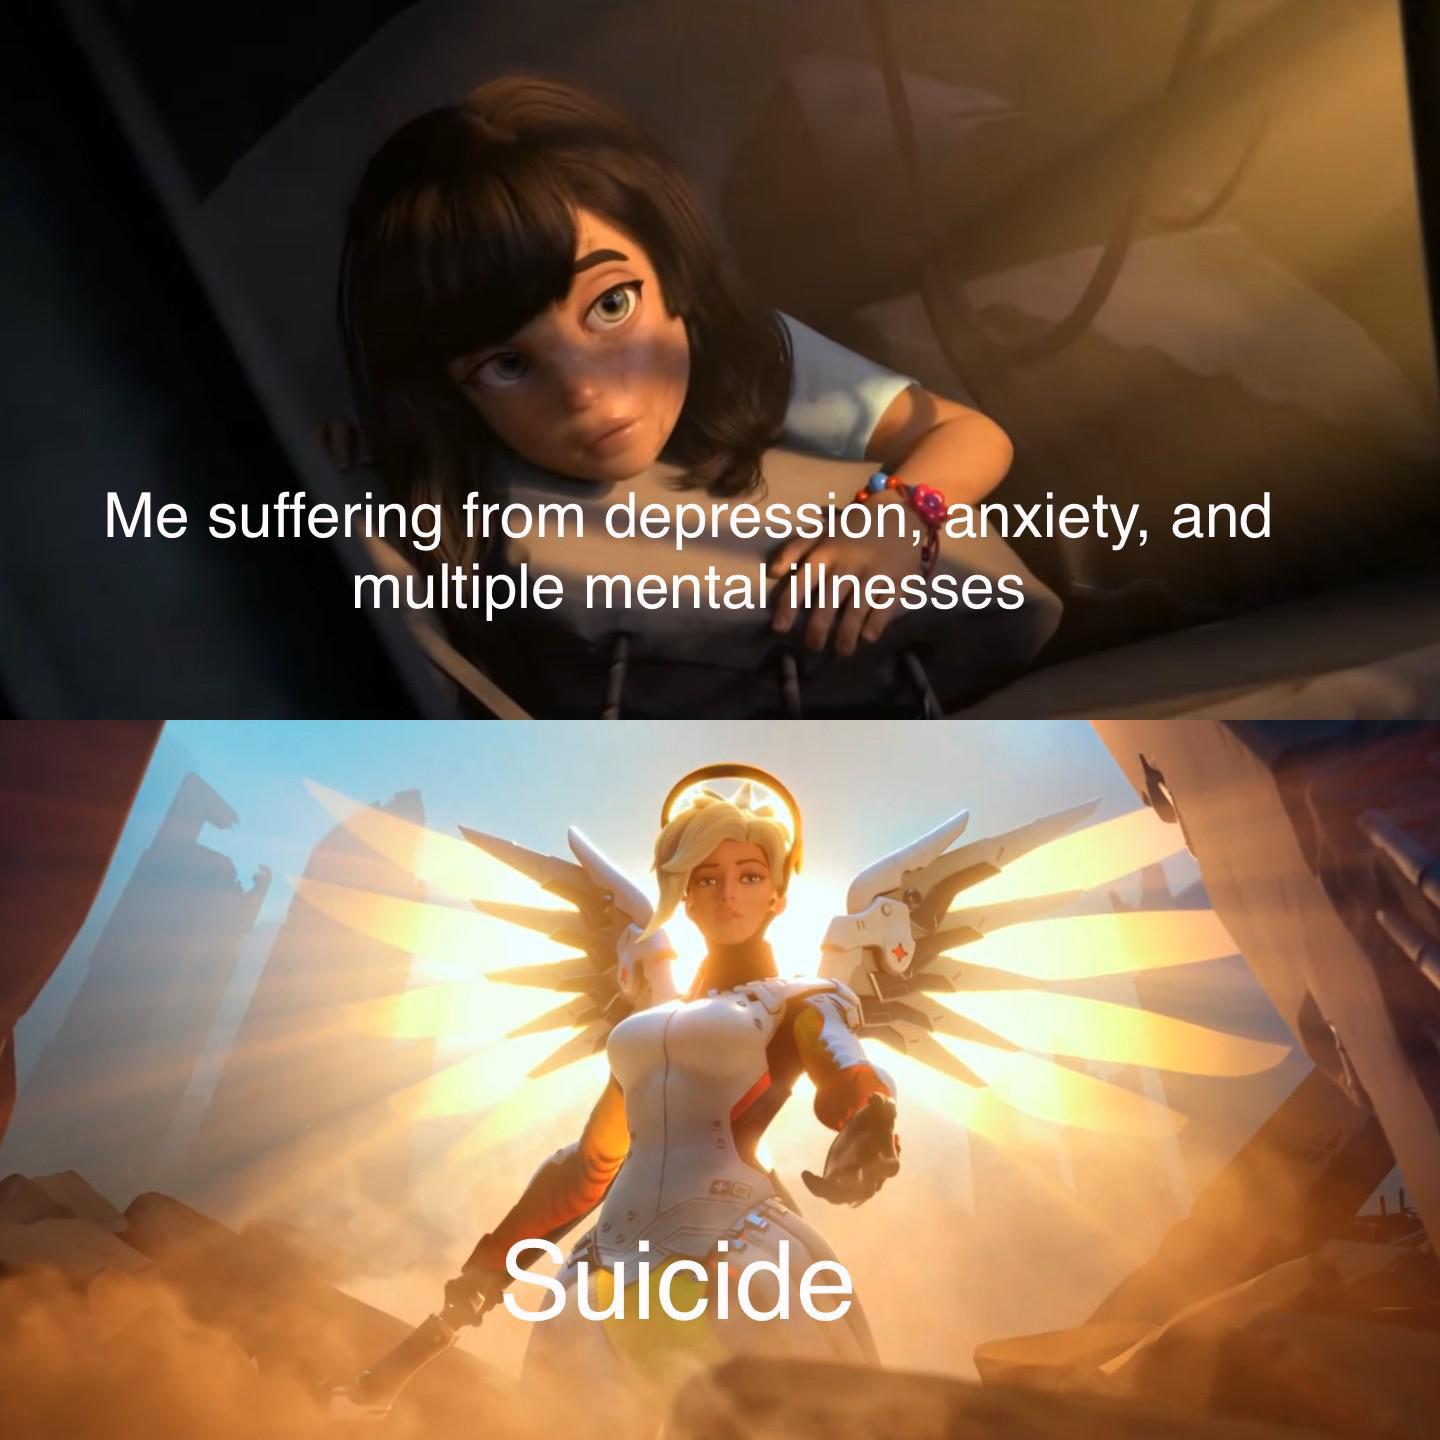 Me suffering from depression, anxiety, and
multiple mental illnesses
Suicide